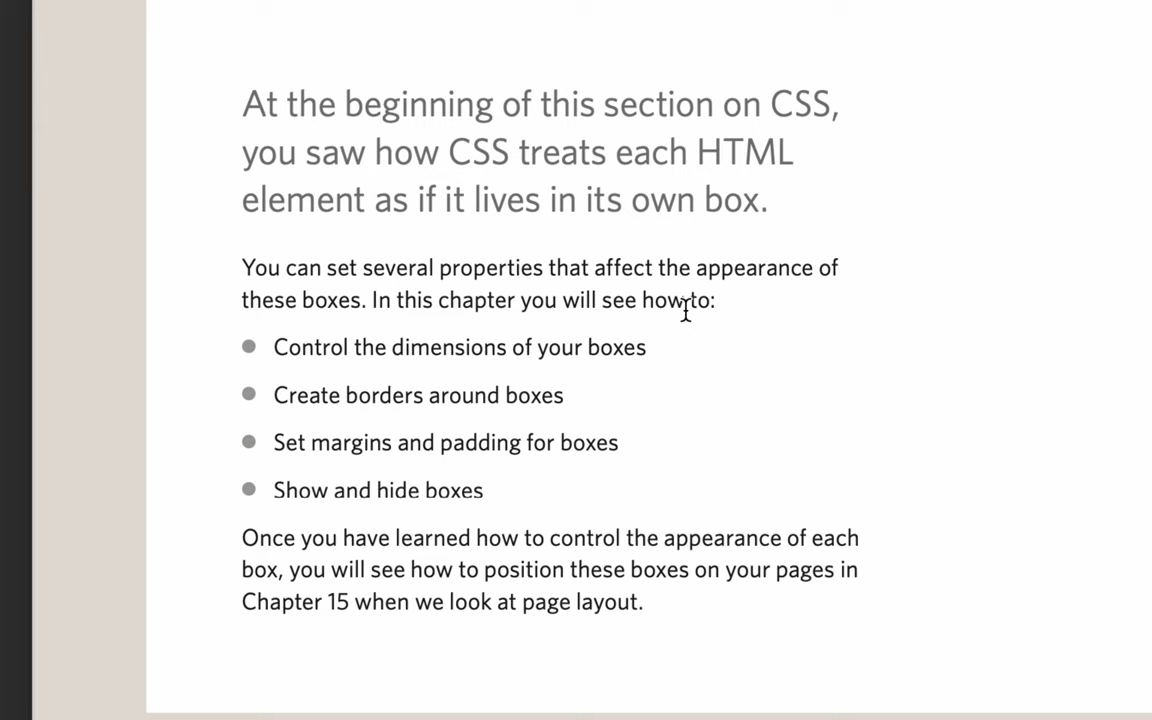 At the beginning of this section on CSS,
you saw how CSS treats each HTML
element as if it lives in its own box.
You can set several properties that affect the appearance of
these boxes. In this chapter you will see how to:
Control the dimensions of your boxes
Create borders around boxes
Set margins and padding for boxes
Show and hide boxes
Once you have learned how to control the appearance of each
box, you will see how to position these boxes on your pages in
Chapter 15 when we look at page layout.